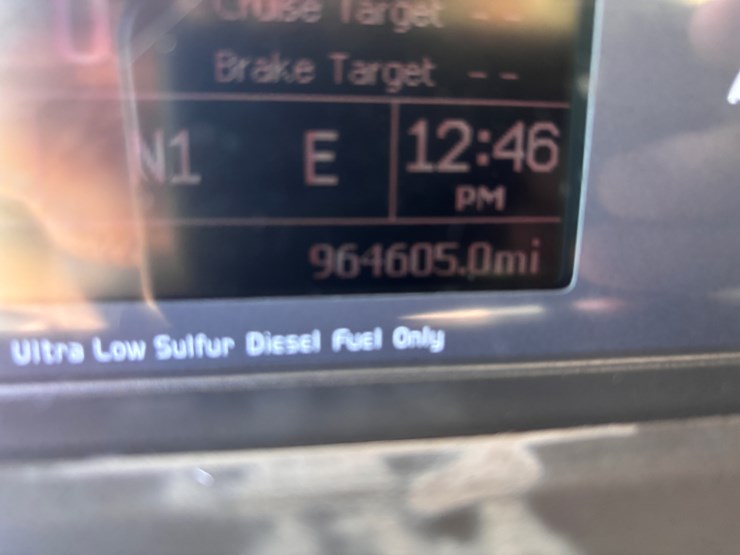 Cruise Target --
Brake Target --
N1 E 12:46
PM
964605.0mi
Ultra Low Sulfur Diesel Fuel Only